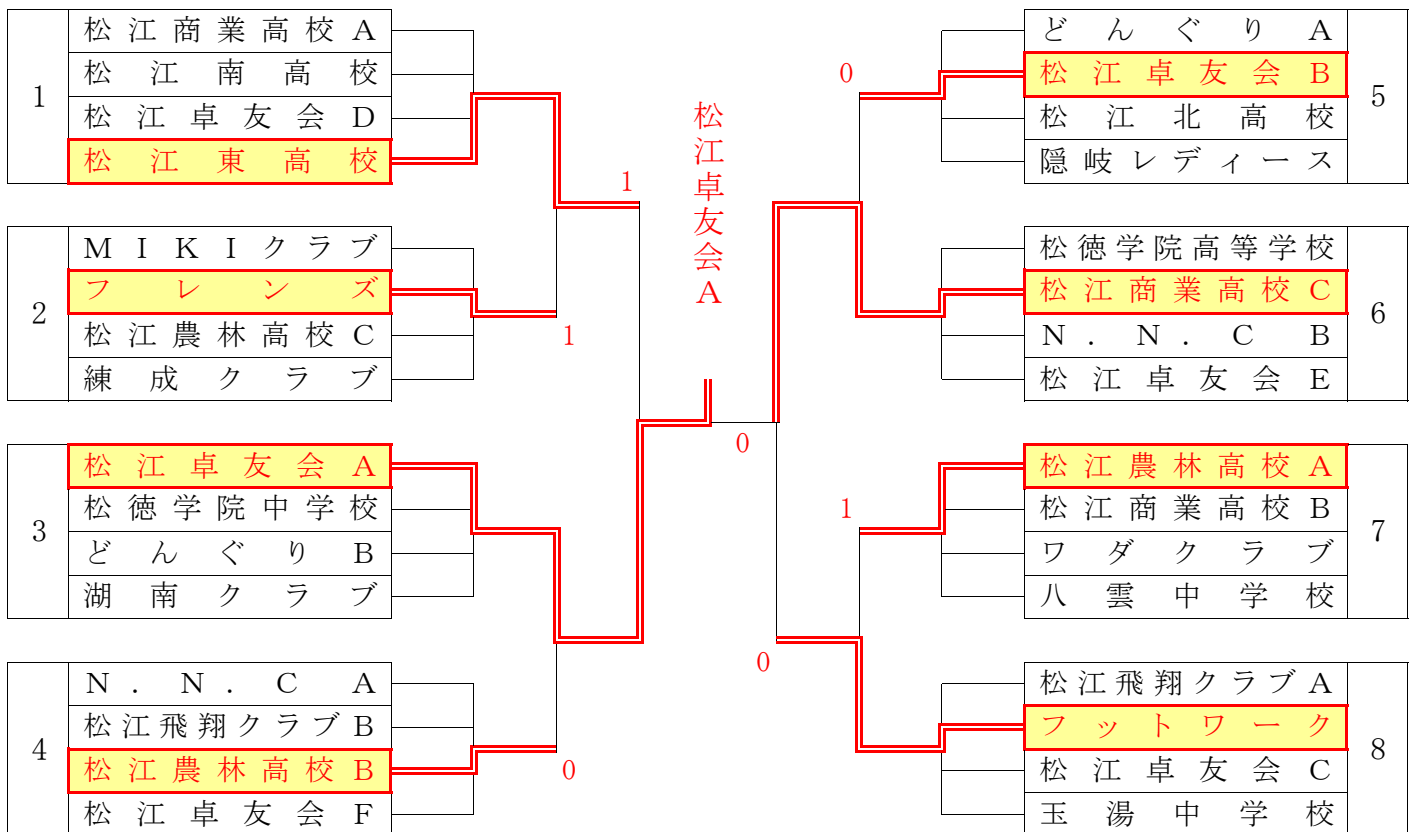 1
松江商業高校A
松江南高校
松江卓友会D
松江東高校
2
MIKIクラブ
フレンズ
松江農林高校C
練成クラブ
3
松江卓友会A
松徳学院中学校
どんぐりB
湖南クラブ
4
N.N.C A
松江飛翔クラブB
松江農林高校B
松江卓友会F
1
1
0
松江卓友会A
0
0
1
0
どんぐりA
松江卓友会B
松江北高校
隠岐レディース
5
松徳学院高等学校
松江商業高校C
N.N.C B
松江卓友会E
6
松江農林高校A
松江商業高校B
ワダクラブ
八雲中学校
7
松江飛翔クラブA
フットワーク
松江卓友会C
玉湯中学校
8